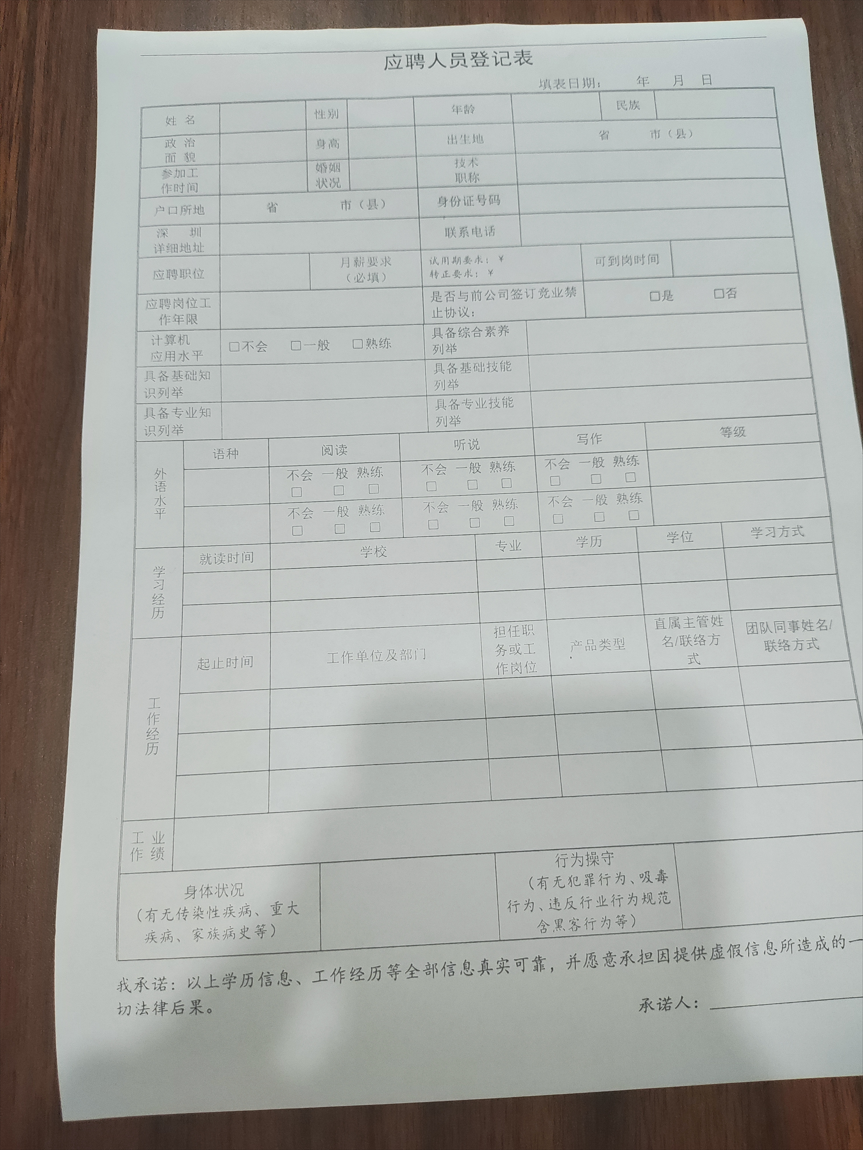 应聘人员登记表
填表日期： 年 月 日
姓 名 性别 年龄 民族
政 治
面 貌 身高 出生地 省 市（县）
参加工
作时间 婚姻
状况 技术
职称
户口所地 省 市（县） 身份证号码
深 圳
详细地址 联系电话
应聘职位 月薪要求
（必填） 试用期要求：￥
转正要求：￥ 可到岗时间
应聘岗位工
作年限 是否与前公司签订竞业禁
止协议： □是 □否
计算机
应用水平 □不会 □一般 □熟练 具备综合素养
列举
具备基础知
识列举 具备基础技能
列举
具备专业知
识列举 具备专业技能
列举
外语水平
语种 阅读 听说 写作 等级
不会 一般 熟练 不会 一般 熟练 不会 一般 熟练
□ □ □ □ □ □ □ □ □
不会 一般 熟练 不会 一般 熟练 不会 一般 熟练
□ □ □ □ □ □ □ □ □
学习经历
就读时间 学校 专业 学历 学位 学习方式
工作经历
起止时间 工作单位及部门 担任职
务或工
作岗位 产品类型 直属主管姓
名/联络方
式 团队同事姓名/
联络方式
工 业
作 绩
身体状况
（有无传染性疾病、重大
疾病、家族病史等）
行为操守
（有无犯罪行为、吸毒
行为、违反行业行为规范
含黑客行为等）
我承诺：以上学历信息、工作经历等全部信息真实可靠，并愿意承担因提供虚假信息所造成的一
切法律后果。
承诺人：